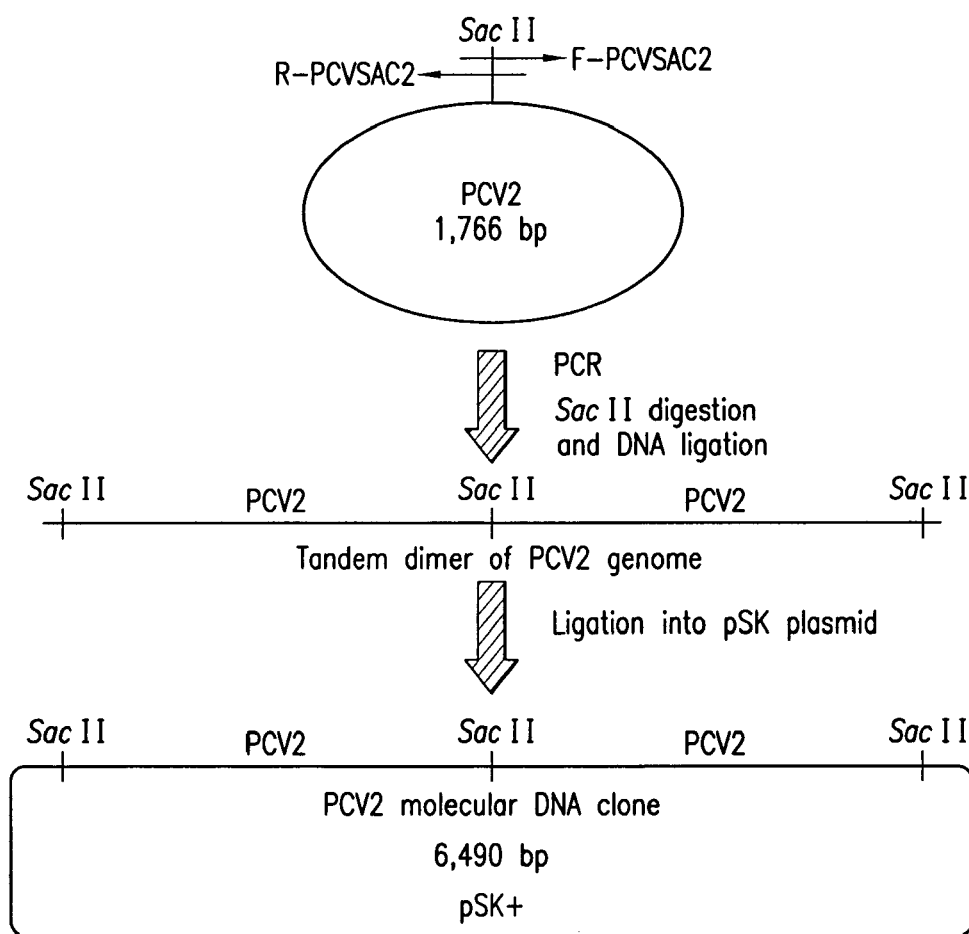 Sac II
R-PCVSAC2
F-PCVSAC2
PCV2
1,766 bp
PCR
Sac II digestion
and DNA ligation
Sac II PCV2 Sac II PCV2 Sac II
Tandem dimer of PCV2 genome
Ligation into pSK plasmid
Sac II PCV2 Sac II PCV2 Sac II
PCV2 molecular DNA clone
6,490 bp
pSK+